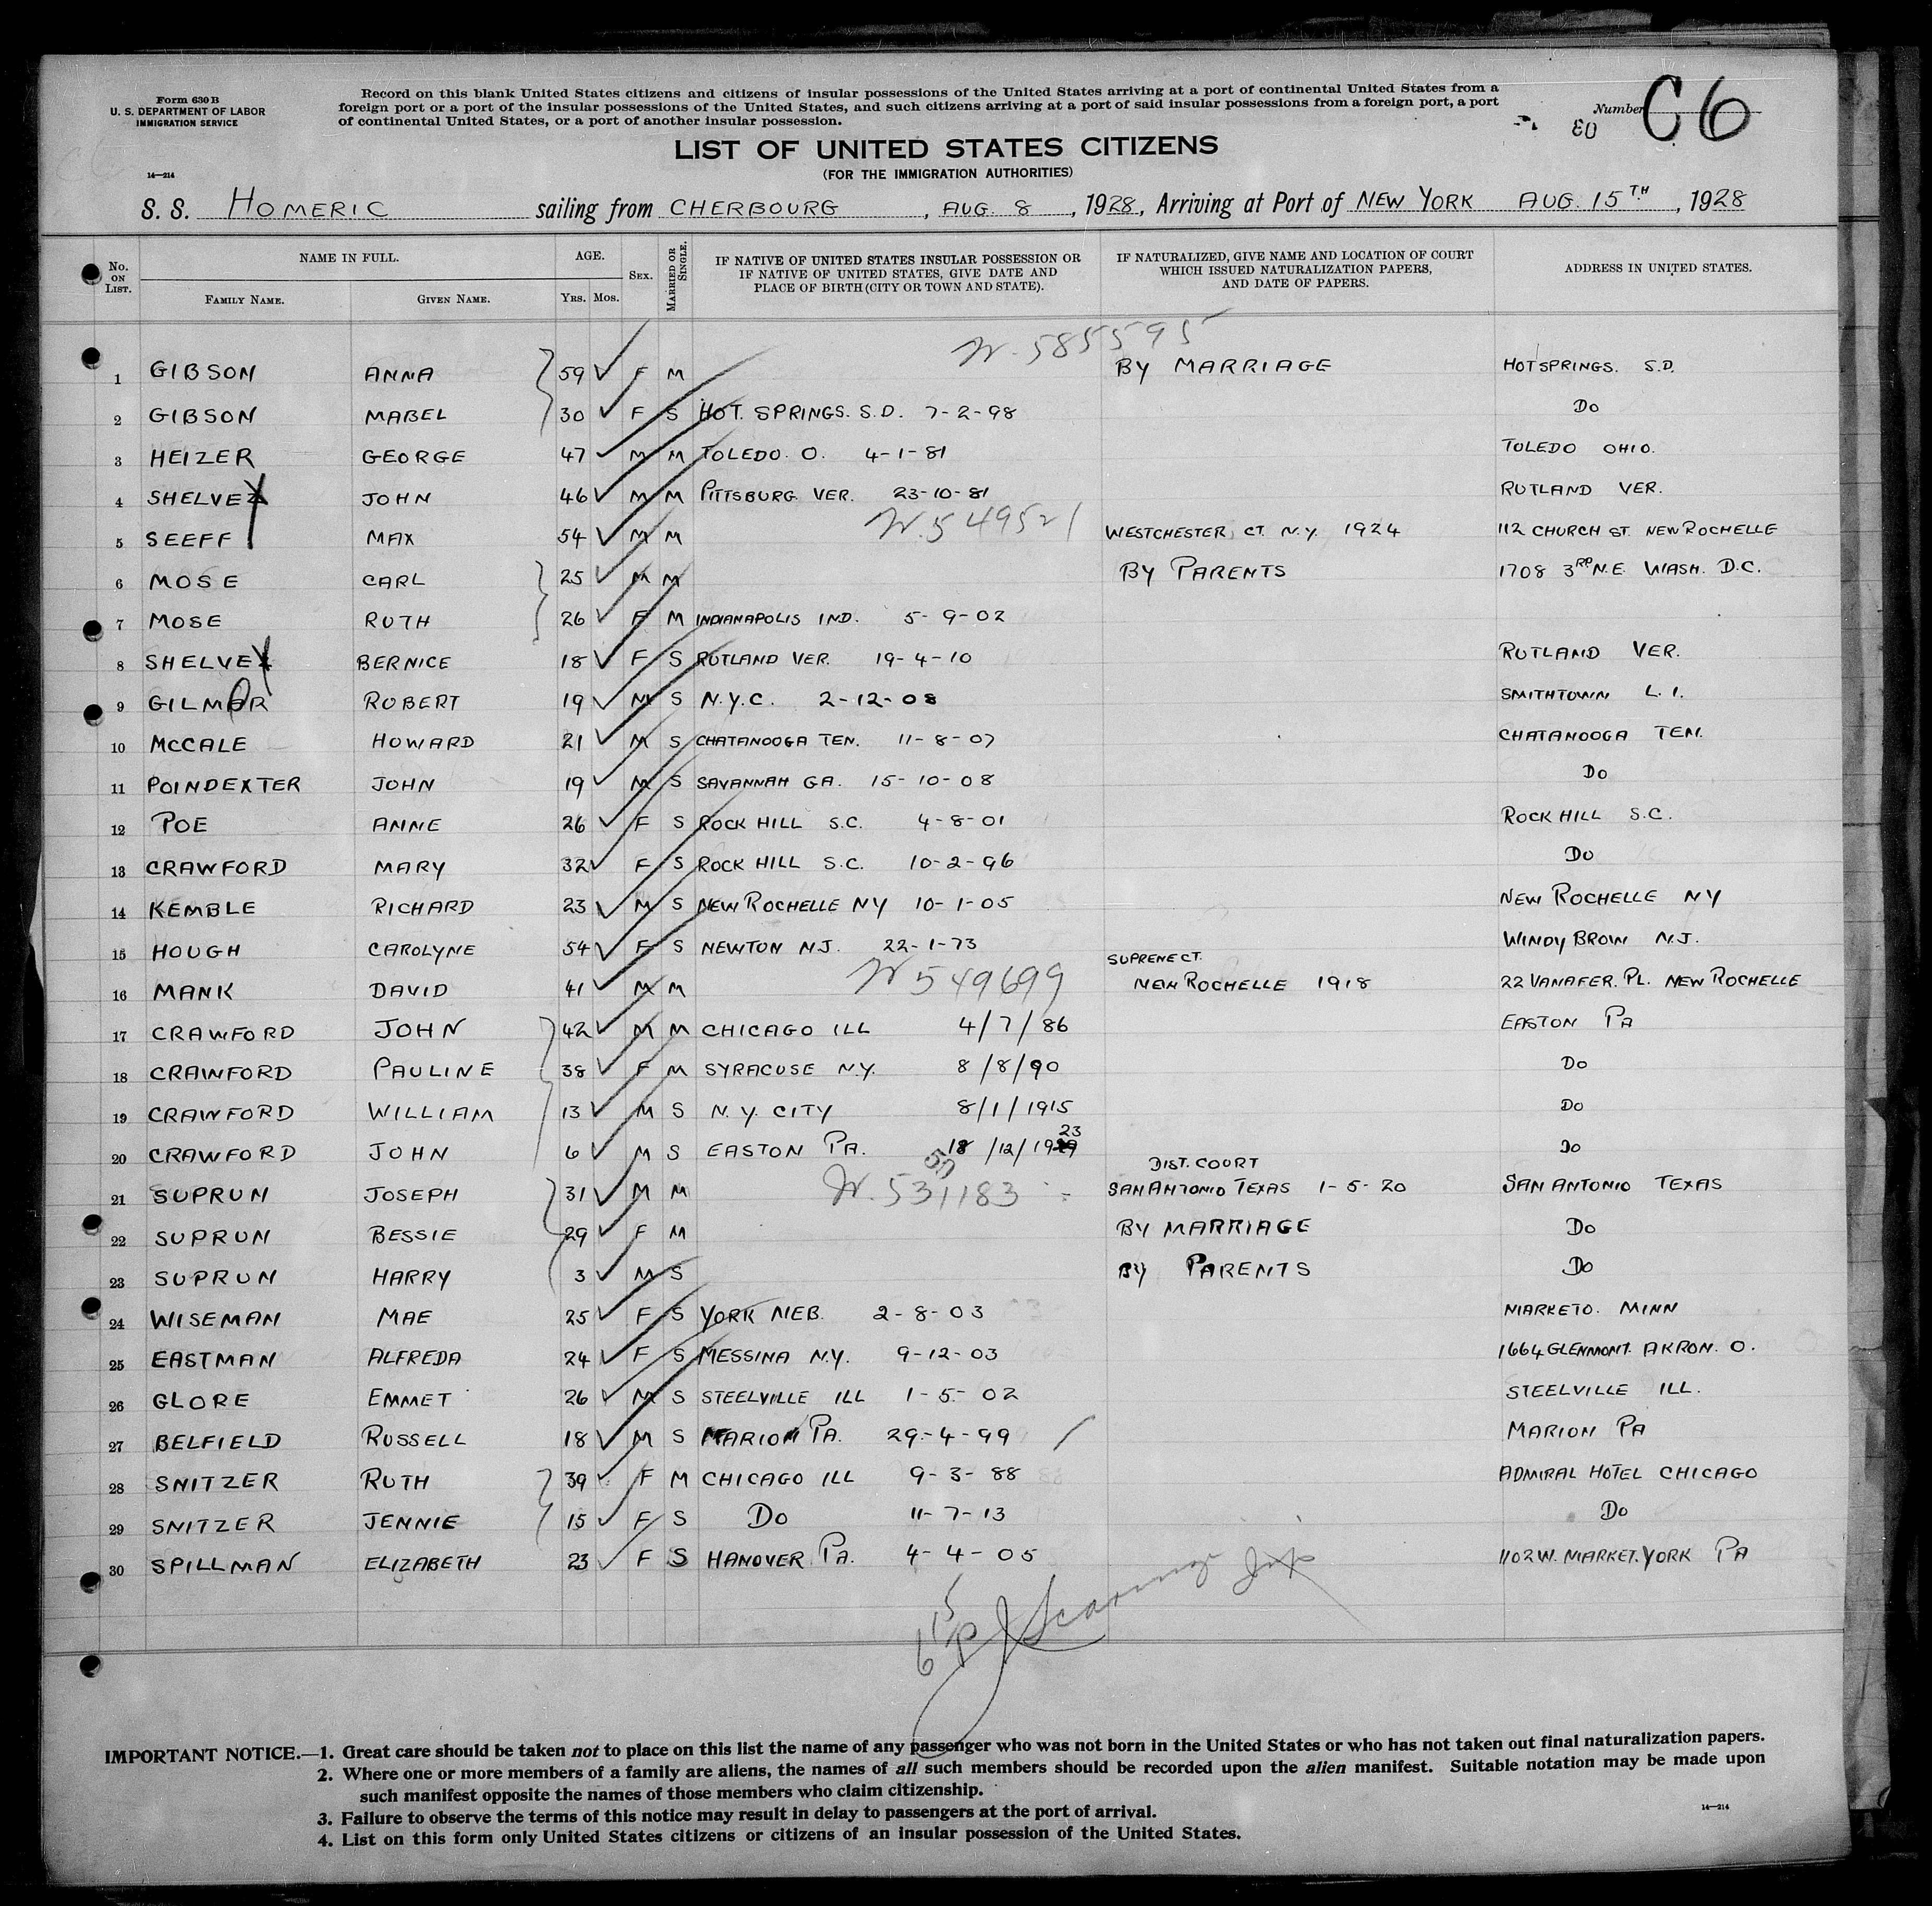 Form 630 B
U. S. DEPARTMENT OF LABOR
IMMIGRATION SERVICE
14—214
Record on this blank United States citizens and citizens of insular possessions of the United States arriving at a port of continental United States from a
foreign port or a port of the insular possessions of the United States, and such citizens arriving at a port of said insular possessions from a foreign port, a port
of continental United States, or a port of another insular possession.
Number C6
80
LIST OF UNITED STATES CITIZENS
(FOR THE IMMIGRATION AUTHORITIES)
S. S. HOMERIC sailing from CHERBOURG, AUG. 8, 1928, Arriving at Port of NEW YORK AUG. 15TH, 1928
No. ON LIST. NAME IN FULL. FAMILY NAME. GIVEN NAME. AGE. YRS. MOS. SEX. MARRIED OR SINGLE. IF NATIVE OF UNITED STATES INSULAR POSSESSION OR IF NATIVE OF UNITED STATES, GIVE DATE AND PLACE OF BIRTH (CITY OR TOWN AND STATE). IF NATURALIZED, GIVE NAME AND LOCATION OF COURT WHICH ISSUED NATURALIZATION PAPERS, AND DATE OF PAPERS. ADDRESS IN UNITED STATES.
1 GIBSON ANNA 59 F M N. 585595 BY MARRIAGE HOT SPRINGS. S.D.
2 GIBSON MABEL 30 F S HOT. SPRINGS. S.D. 7-2-98 Do
3 HEIZER GEORGE 47 M M TOLEDO. O. 4-1-81 TOLEDO OHIO.
4 SHELVEY JOHN 46 M M PITTSBURG VER. 23-10-81 RUTLAND VER.
5 SEEFF MAX 54 M M N. 549521 WESTCHESTER, CT. N.Y. 1924 112 CHURCH ST. NEW ROCHELLE
6 MOSE CARL 25 M M BY PARENTS 1708 3RD N.E. WASH. D.C.
7 MOSE RUTH 26 F M INDIANAPOLIS IND. 5-9-02
8 SHELVEY BERNICE 18 F S RUTLAND VER. 19-4-10 RUTLAND VER.
9 GILMOR ROBERT 19 M S N.Y.C. 2-12-08 SMITHTOWN L.I.
10 McCALE HOWARD 21 M S CHATANOOGA TEN. 11-8-07 CHATANOOGA TEN.
11 POINDEXTER JOHN 19 M S SAVANNAH GA. 15-10-08 Do
12 POE ANNE 26 F S ROCK HILL S.C. 4-8-01 ROCK HILL S.C.
13 CRAWFORD MARY 32 F S ROCK HILL S.C. 10-2-96 Do
14 KEMBLE RICHARD 23 M S NEW ROCHELLE NY 10-1-05 NEW ROCHELLE NY
15 HOUGH CAROLYNE 54 F S NEWTON N.J. 22-1-73 WINDY BROW N.J.
SUPREME CT.
16 MANK DAVID 41 M M N 549699 NEW ROCHELLE 1918 22 VANAFER. PL. NEW ROCHELLE
17 CRAWFORD JOHN 42 M M CHICAGO ILL 4/7/86 EASTON PA
18 CRAWFORD PAULINE 38 F M SYRACUSE N.Y. 8/8/90 Do
19 CRAWFORD WILLIAM 13 M S N.Y. CITY 8/1/1915 Do
20 CRAWFORD JOHN 6 M S EASTON PA. 18/12/1923 Do
DIST. COURT
21 SUPRUN JOSEPH 31 M M N. 531183 SAN ANTONIO TEXAS 1-5-20 SAN ANTONIO TEXAS
22 SUPRUN BESSIE 29 F M BY MARRIAGE Do
23 SUPRUN HARRY 3 M S BY PARENTS Do
24 WISEMAN MAE 25 F S YORK NEB. 2-8-03 MARKETO. MINN
25 EASTMAN ALFREDA 24 F S MESSINA N.Y. 9-12-03 1664 GLENMONT. AKRON. O.
26 GLORE EMMET 26 M S STEELVILLE ILL 1-5-02 STEELVILLE ILL.
27 BELFIELD RUSSELL 18 M S MARION PA. 29-4-99 MARION PA
28 SNITZER RUTH 39 F M CHICAGO ILL 9-3-88 ADMIRAL HOTEL CHICAGO
29 SNITZER JENNIE 15 F S Do 11-7-13 Do
30 SPILLMAN ELIZABETH 23 F S HANOVER PA. 4-4-05 1102 W. MARKET. YORK PA
IMPORTANT NOTICE.—1. Great care should be taken not to place on this list the name of any passenger who was not born in the United States or who has not taken out final naturalization papers.
2. Where one or more members of a family are aliens, the names of all such members should be recorded upon the alien manifest. Suitable notation may be made upon
such manifest opposite the names of those members who claim citizenship.
3. Failure to observe the terms of this notice may result in delay to passengers at the port of arrival.
4. List on this form only United States citizens or citizens of an insular possession of the United States.
14—214